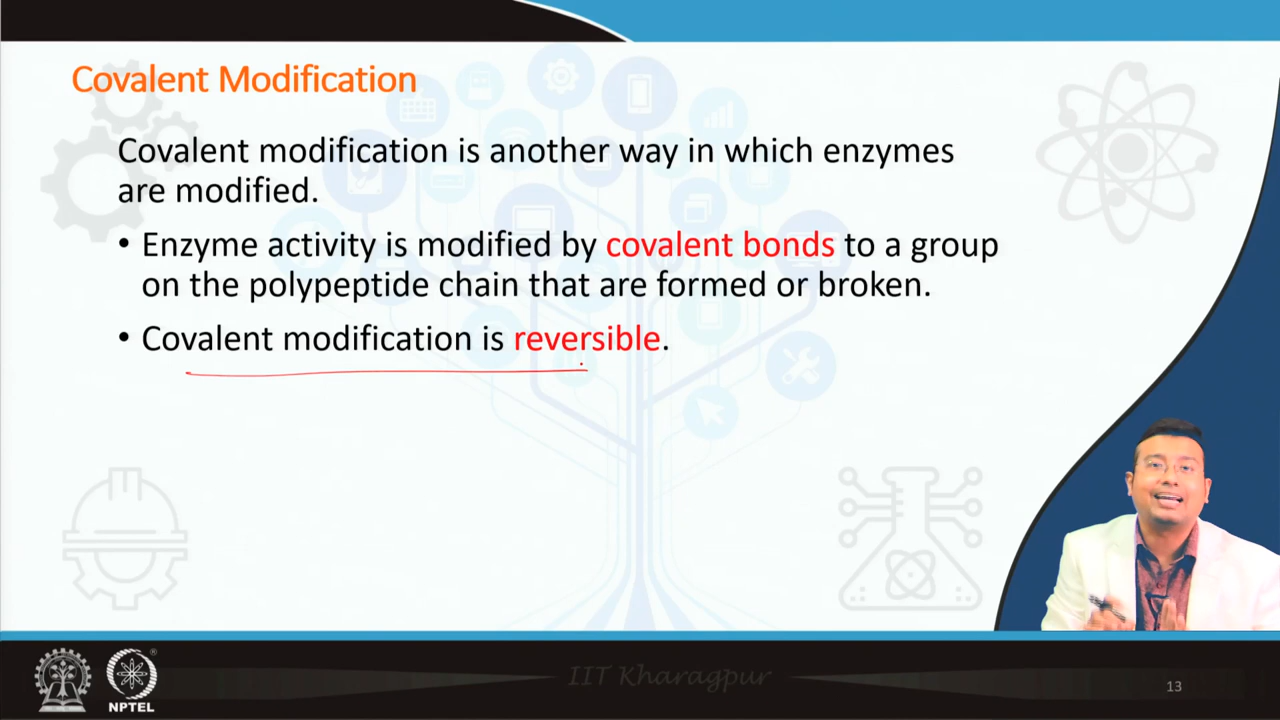 Covalent Modification
Covalent modification is another way in which enzymes
are modified.
• Enzyme activity is modified by covalent bonds to a group
on the polypeptide chain that are formed or broken.
• Covalent modification is reversible.
IIT Kharagpur
NPTEL
®
13